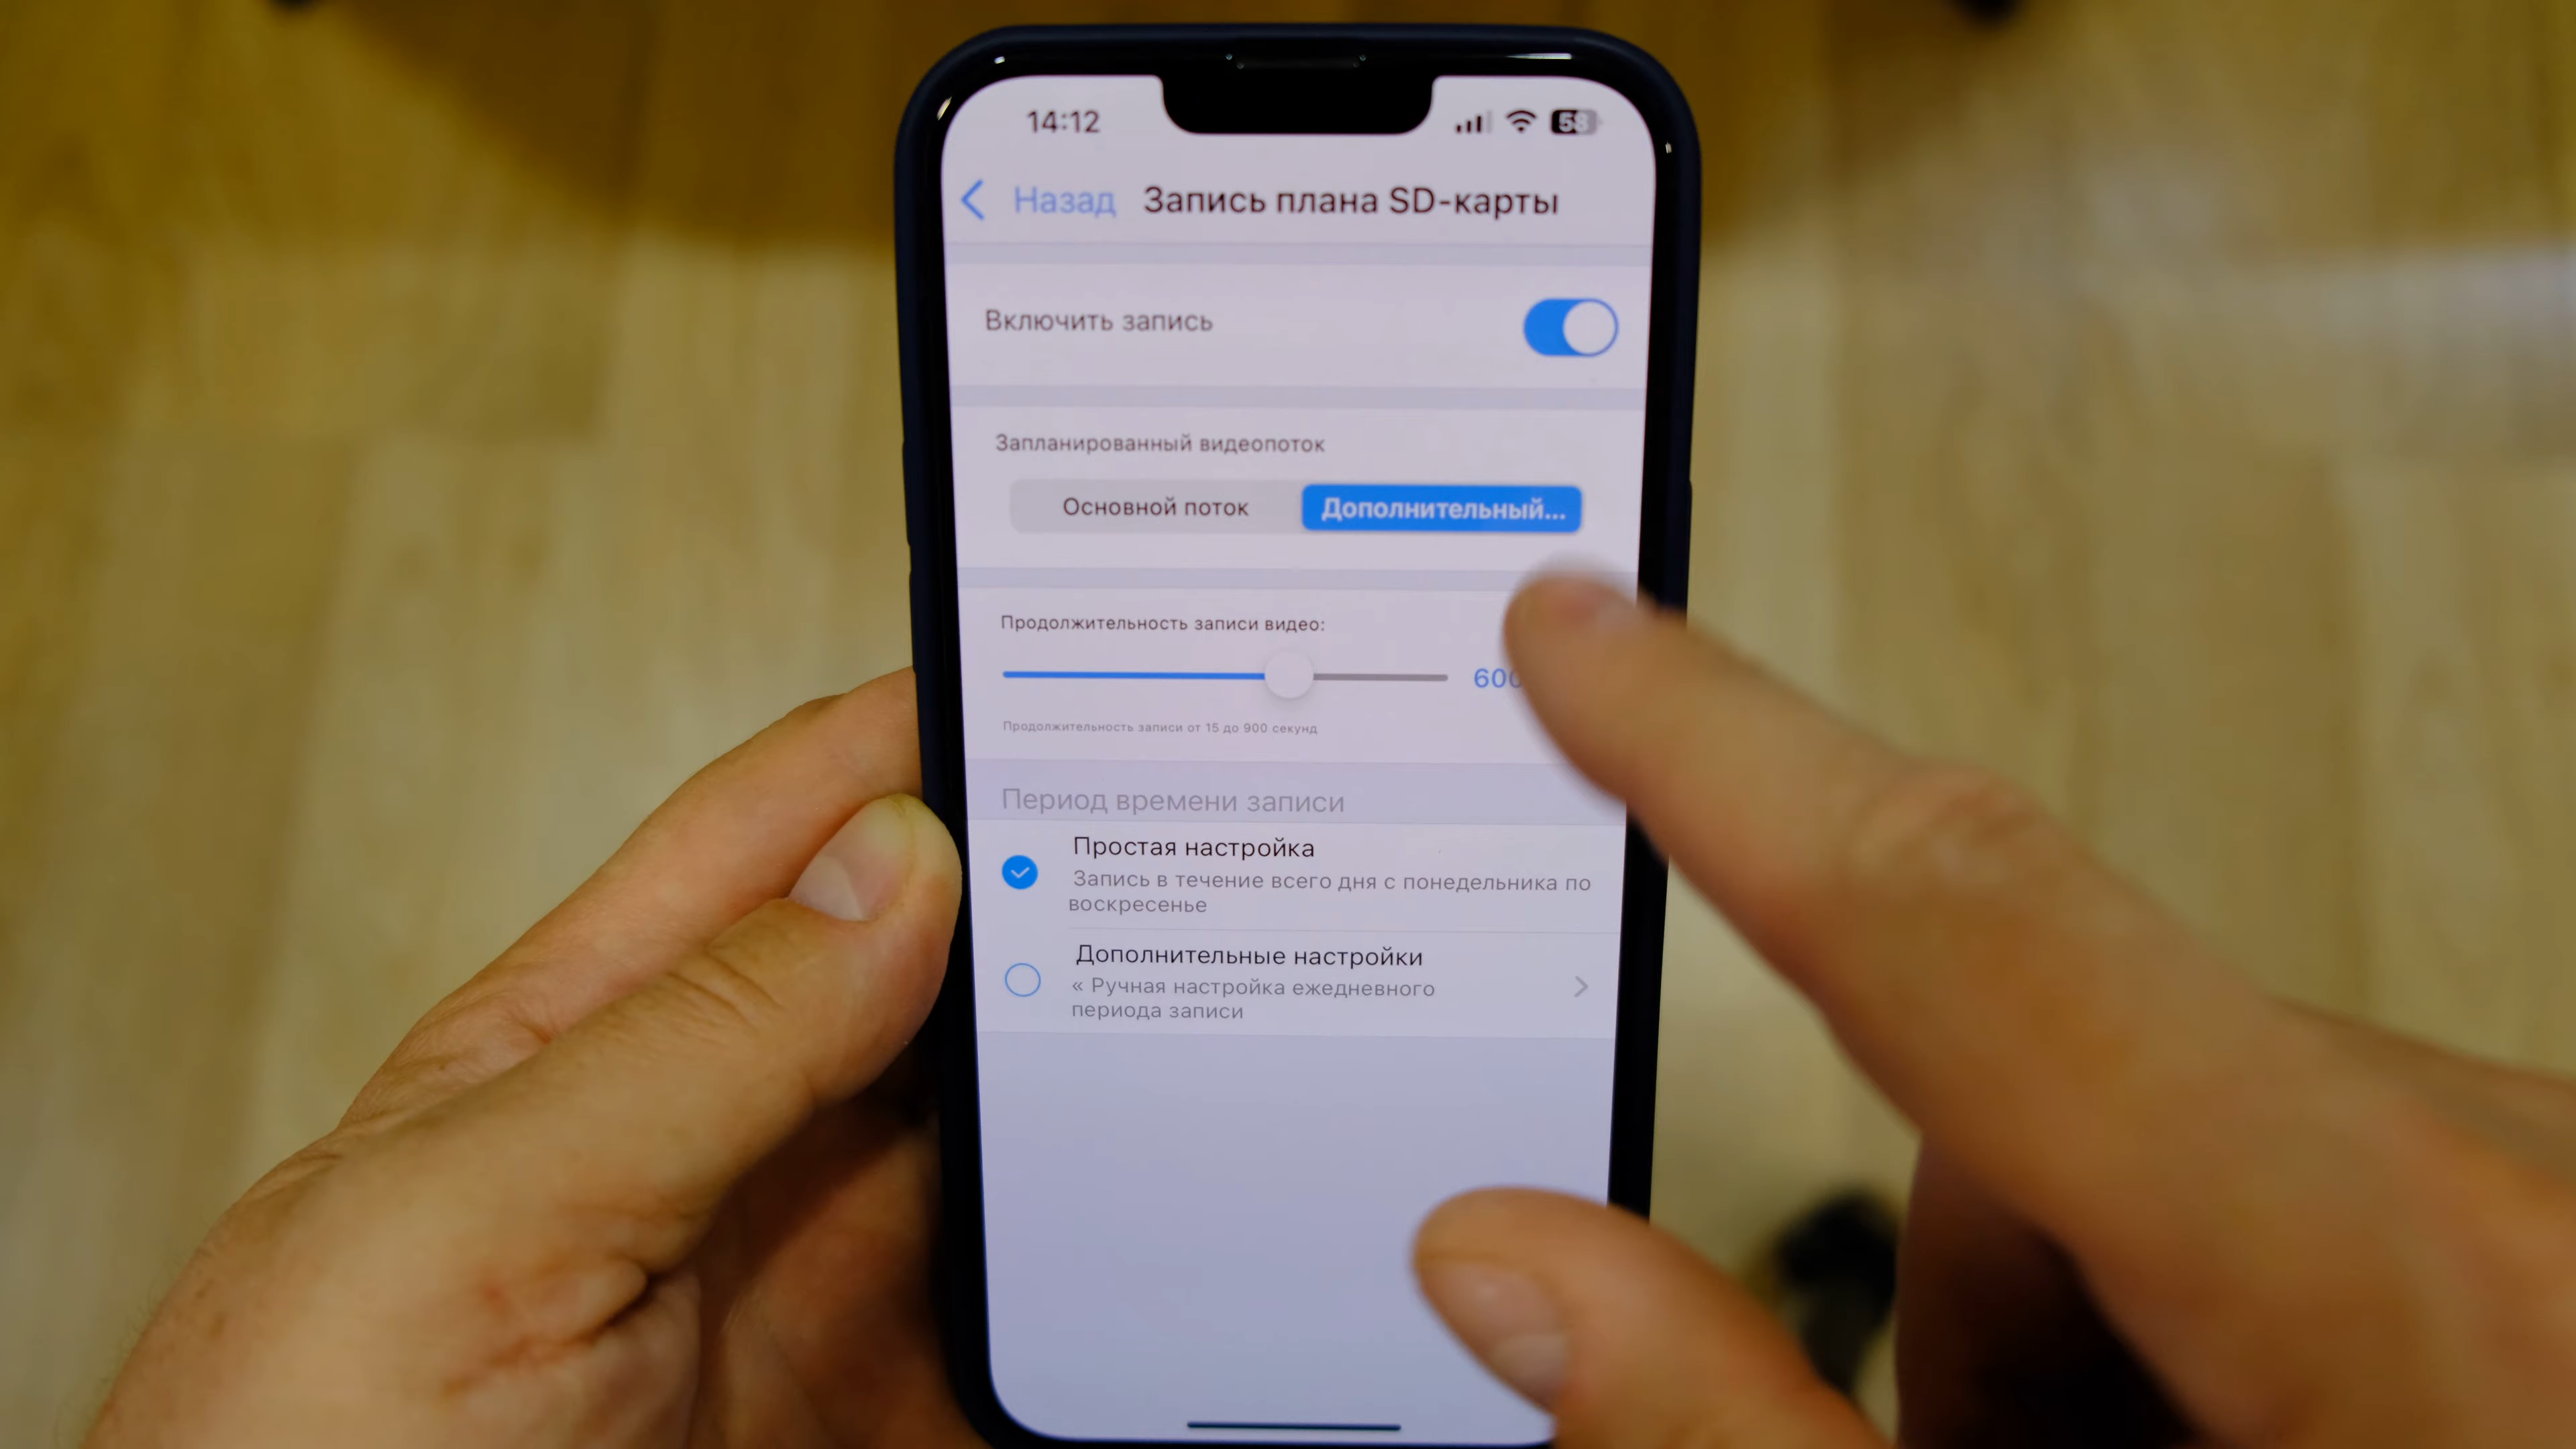 14:12
58
Назад
Запись плана SD-карты
Включить запись
Запланированный видеопоток
Основной поток
Дополнительный...
Продолжительность записи видео:
600
Продолжительность записи от 15 до 900 секунд
Период времени записи
Простая настройка
Запись в течение всего дня с понедельника по
воскресенье
Дополнительные настройки
« Ручная настройка ежедневного
периода записи